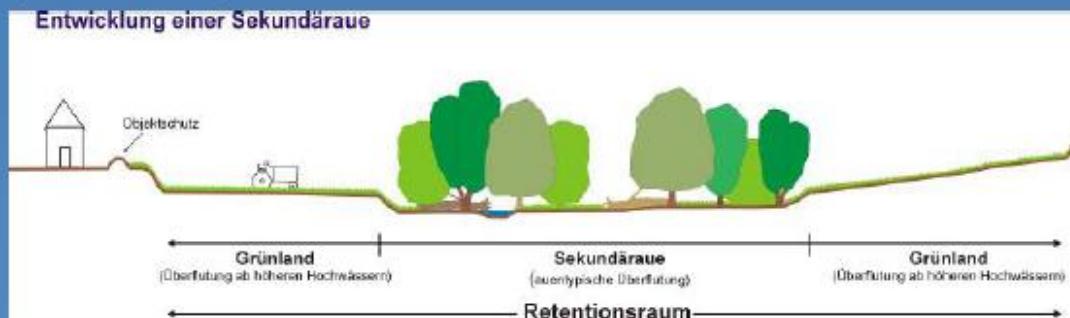 Entwicklung einer Sekundäraue
Objektschutz
Grünland
(Überflutung ab höheren Hochwässern)
Sekundäraue
(auentypische Überflutung)
Grünland
(Überflutung ab höheren Hochwässern)
Retentionsraum